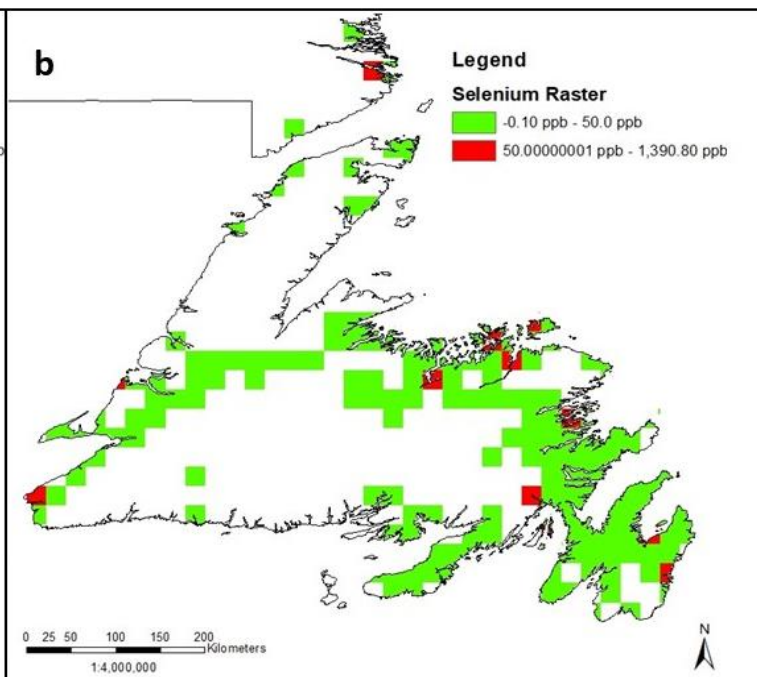 b
Legend
Selenium Raster
-0.10 ppb - 50.0 ppb
50.00000001 ppb - 1,390.80 ppb
N
0 25 50 100 150 200
Kilometers
1:4,000,000